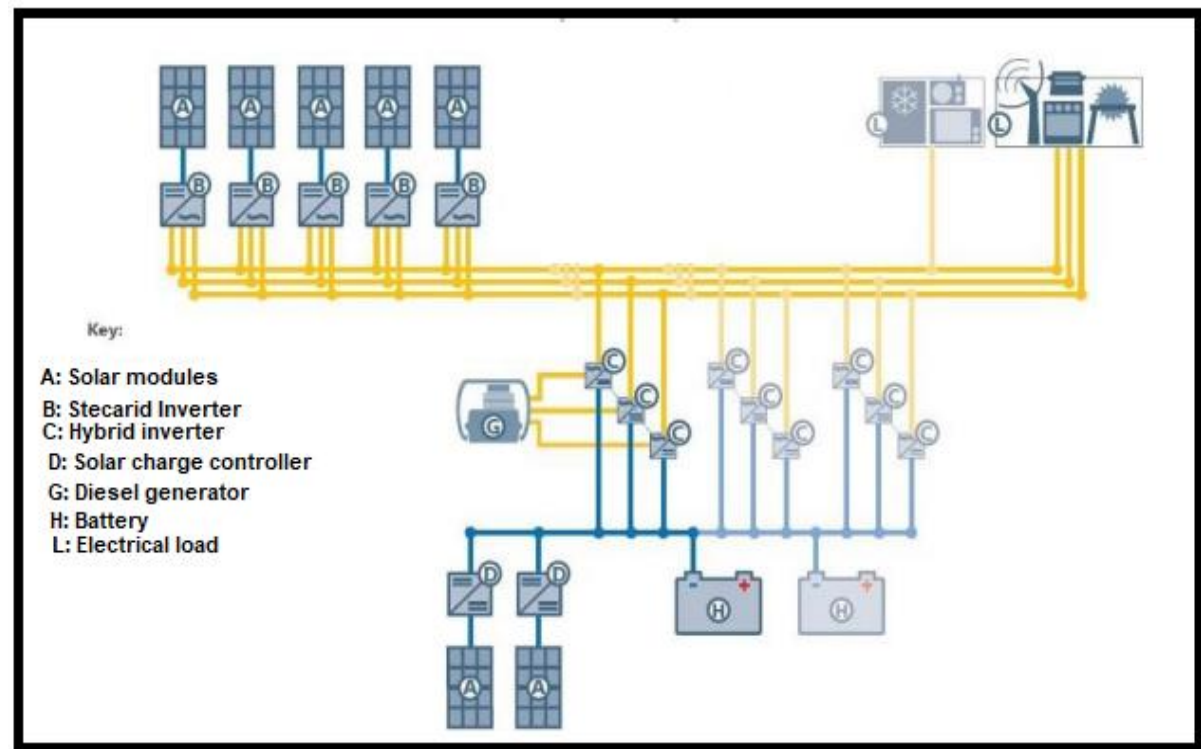 A A A A A
B B B B B
L L
Key:
A: Solar modules
B: Stecarid Inverter
C: Hybrid inverter
D: Solar charge controller
G: Diesel generator
H: Battery
L: Electrical load
C C C
C C C
C C C
G
D D
- + - +
H H
A A